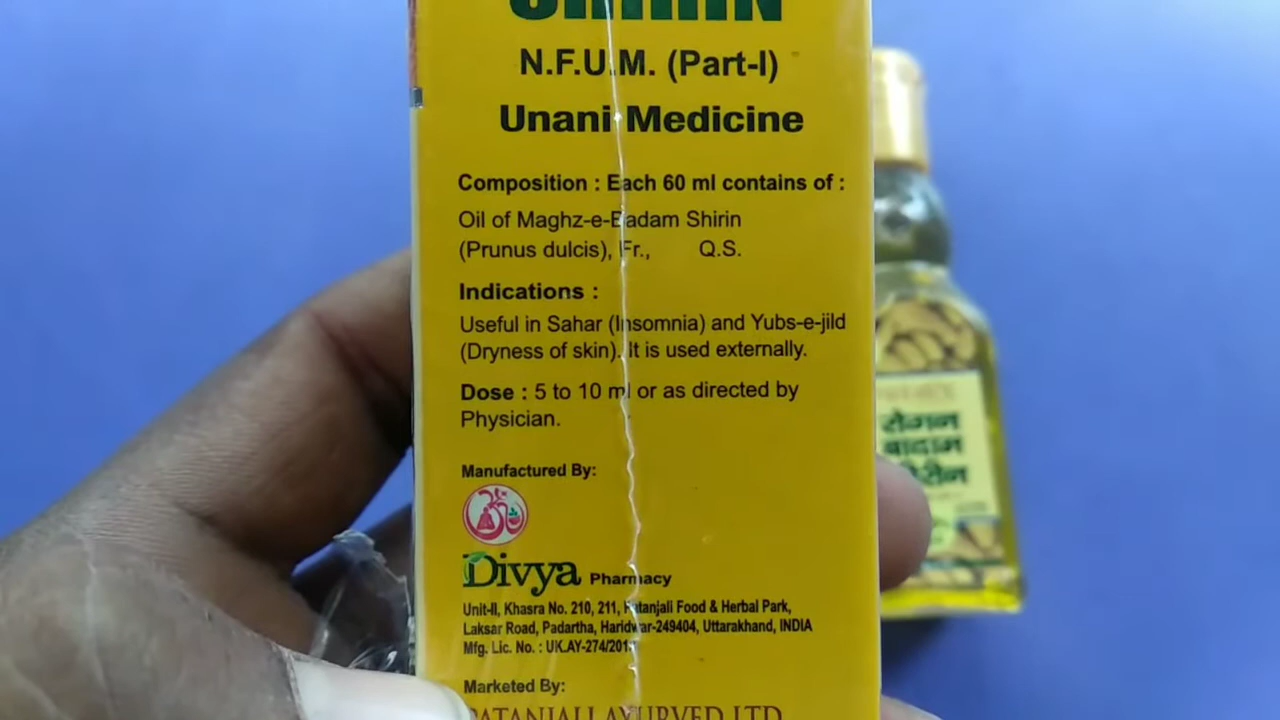 SHIRIN
N.F.U.M. (Part-I)
Unani Medicine
Composition : Each 60 ml contains of :
Oil of Maghz-e-Badam Shirin
(Prunus dulcis), Fr., Q.S.
Indications :
Useful in Sahar (Insomnia) and Yubs-e-jild
(Dryness of skin). It is used externally.
Dose : 5 to 10 ml or as directed by
Physician.
Manufactured By:
Divya Pharmacy
Unit-II, Khasra No. 210, 211, Patanjali Food & Herbal Park,
Laksar Road, Padartha, Haridwar-249404, Uttarakhand, INDIA
Mfg. Lic. No. : UK.AY-274/201
Marketed By:
PATANJALI AYURVED LTD
रोगन
बादाम